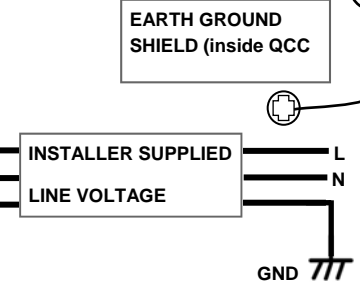 EARTH GROUND
SHIELD (inside QCC
INSTALLER SUPPLIED
LINE VOLTAGE
L
N
GND